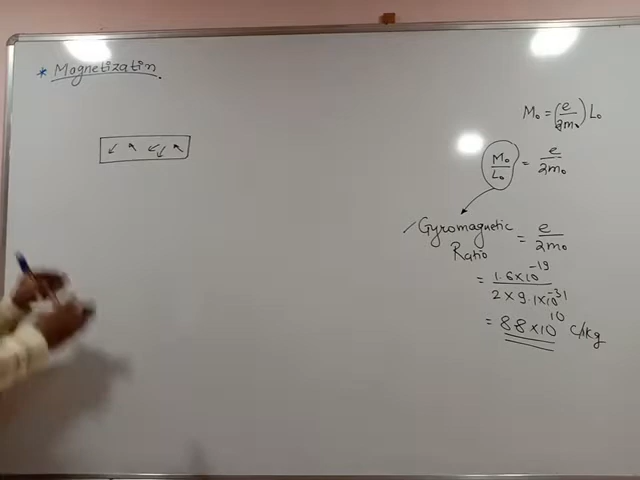 * Magnetizatin
M₀ = (e/2m₀) L₀
M₀/L₀ = e/2m₀
Gyromagnetic Ratio = e/2m₀
= 1.6×10⁻¹⁹ / 2 × 9.1×10⁻³¹
= 8.8×10¹⁰ C/kg